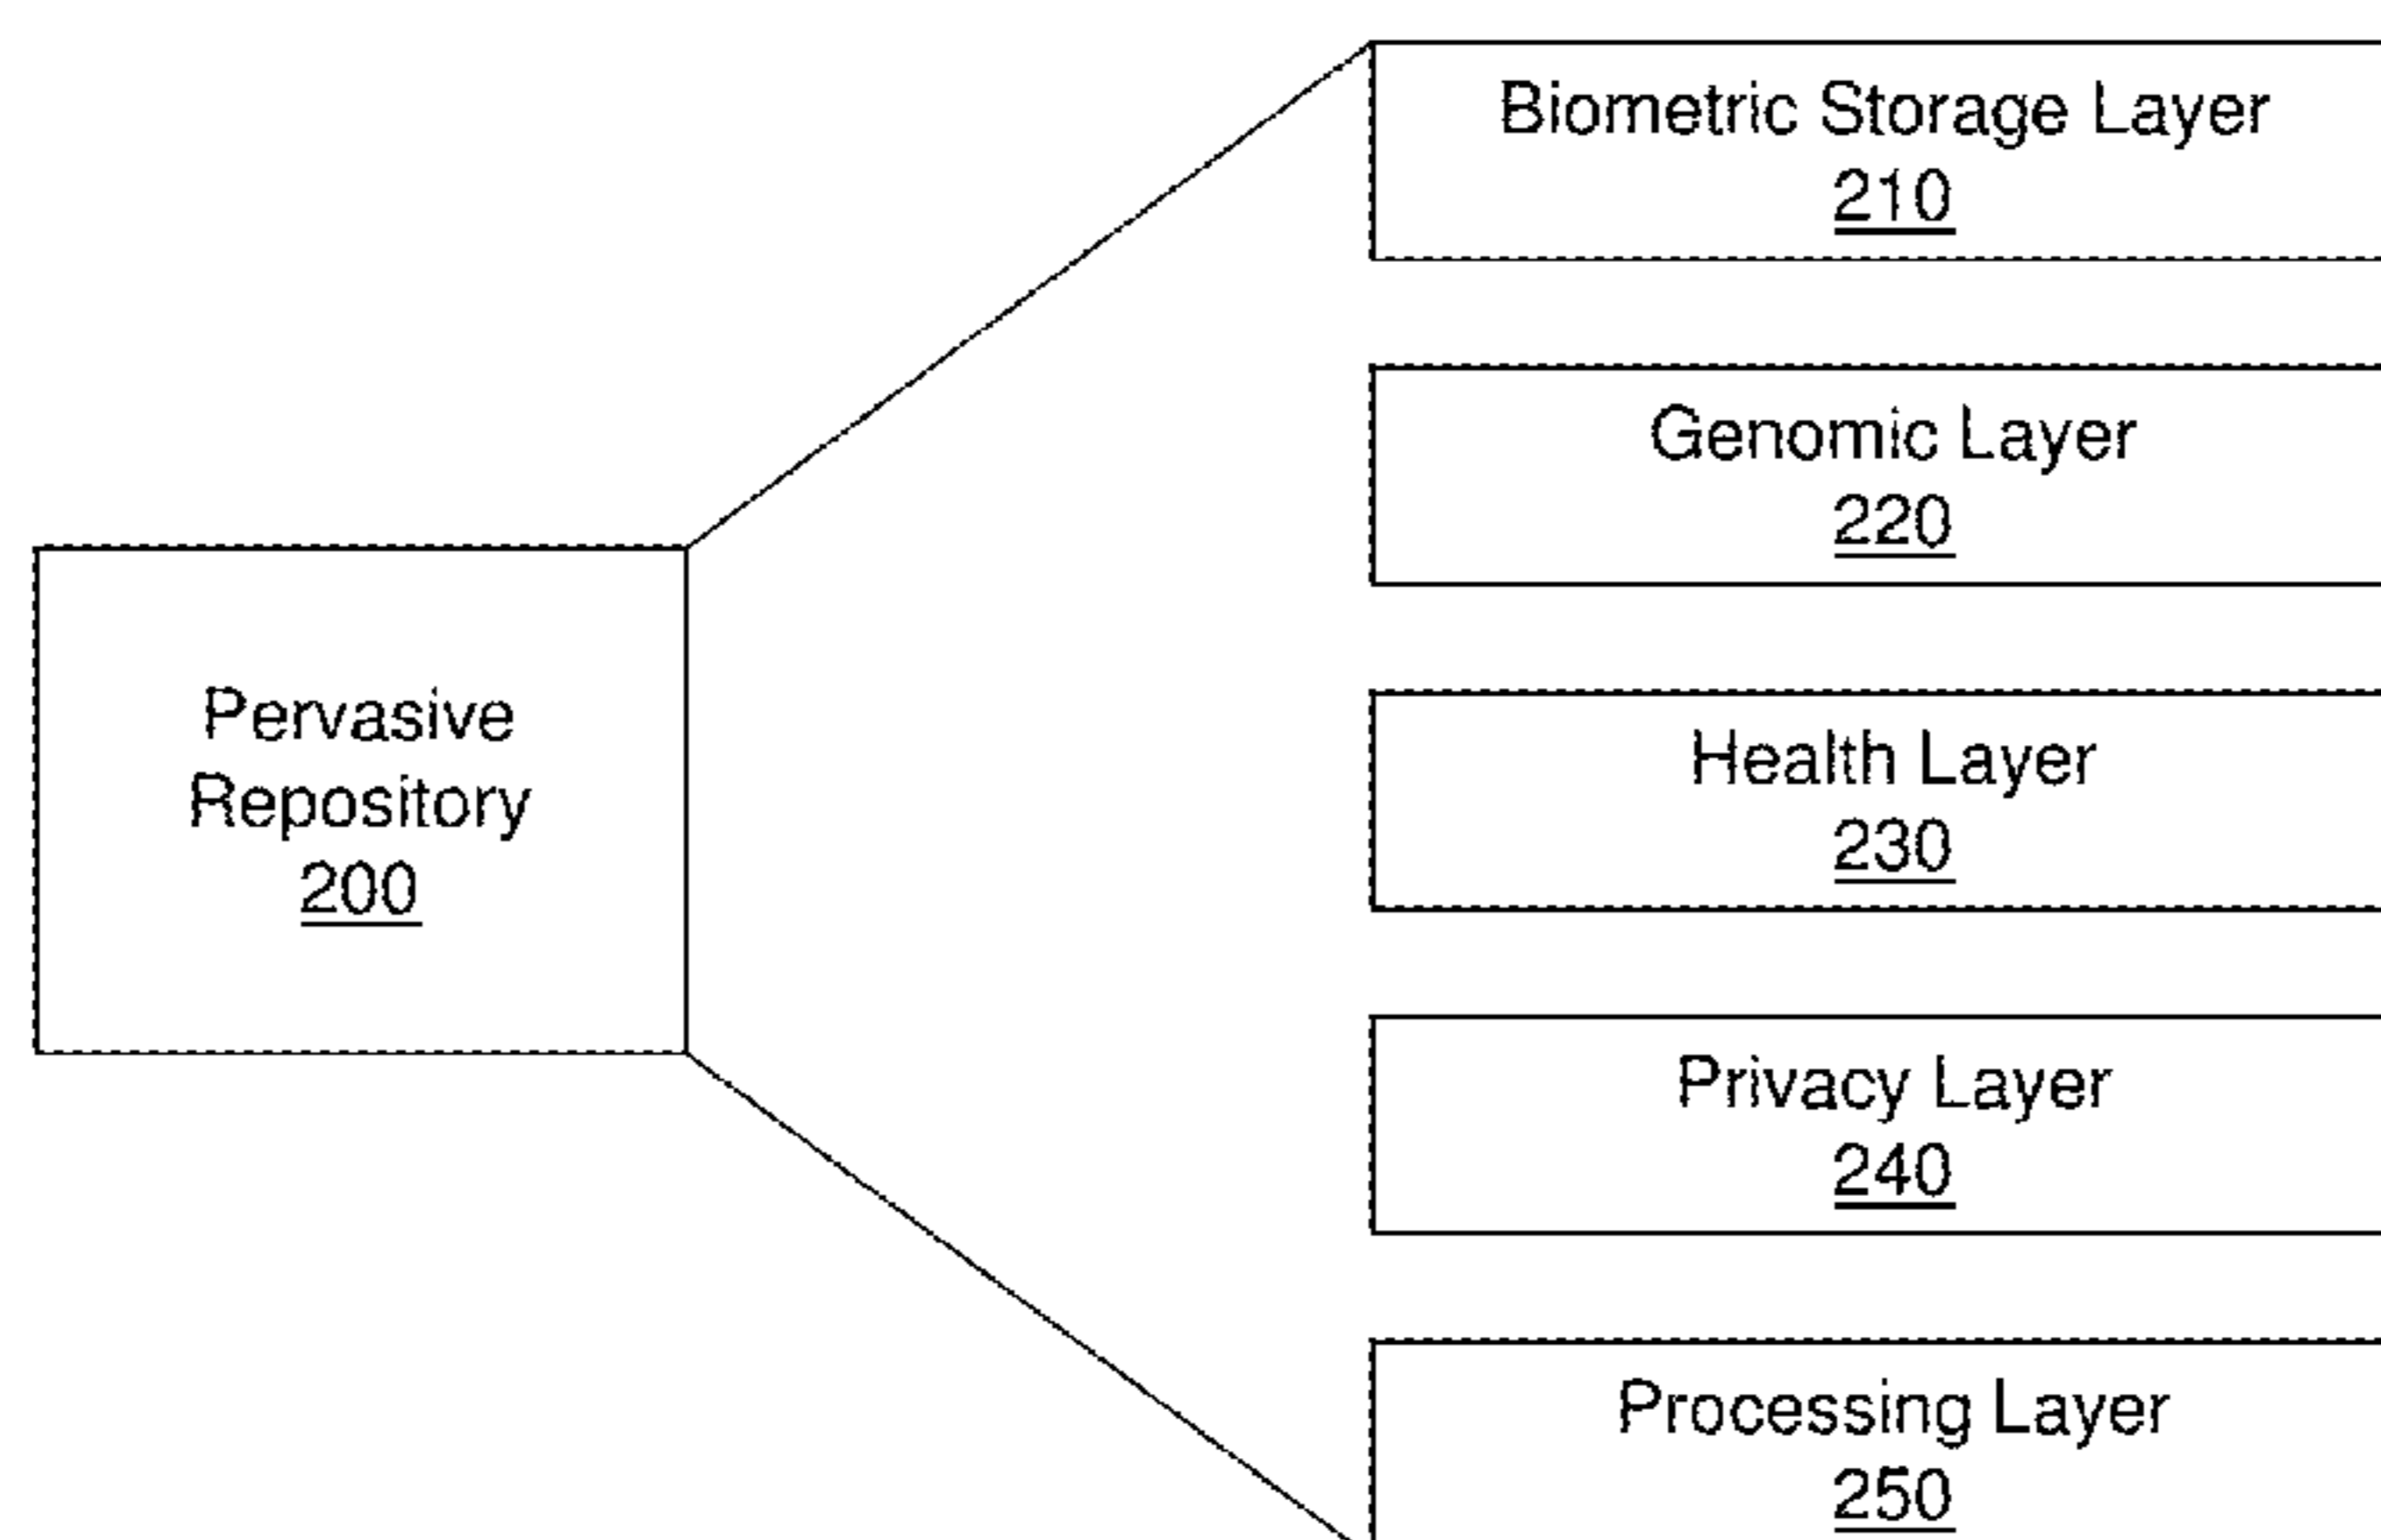 Biometric Storage Layer
210
Genomic Layer
220
Pervasive
Repository
200
Health Layer
230
Privacy Layer
240
Processing Layer
250